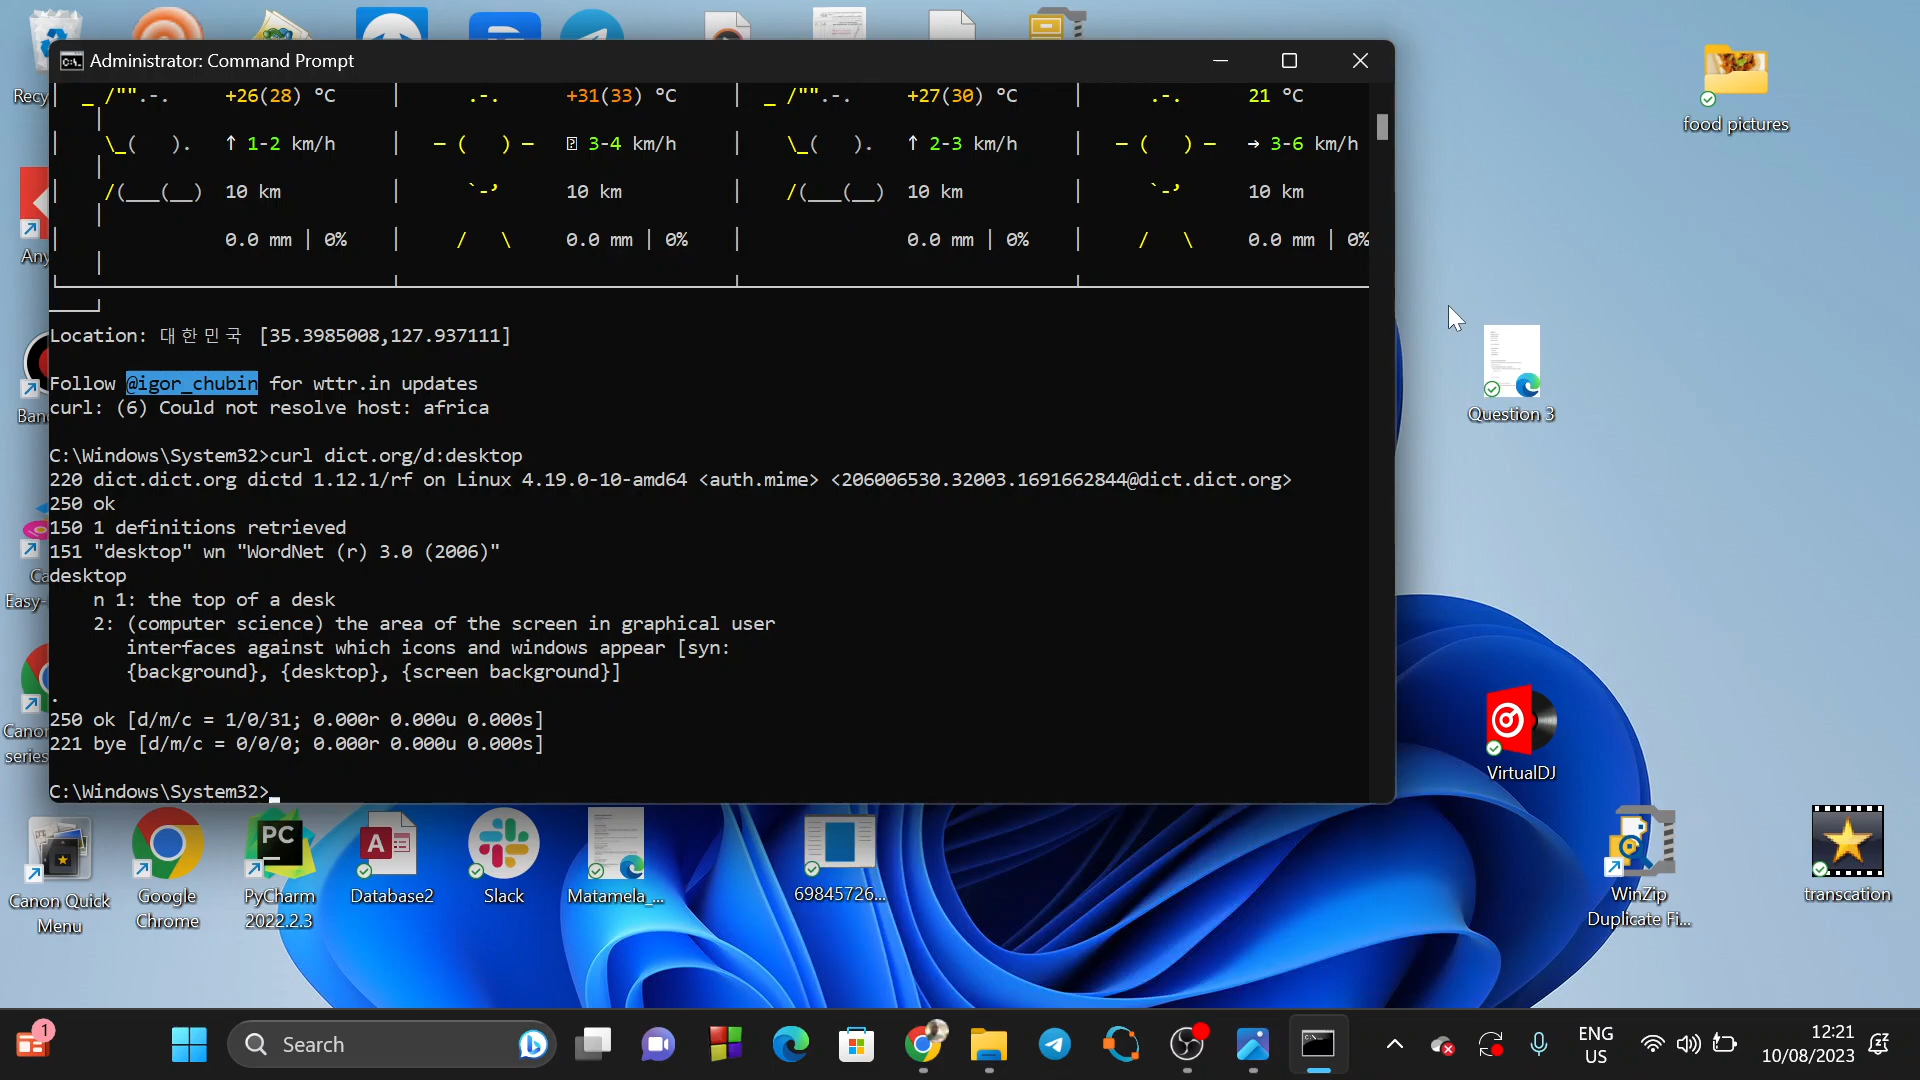 Administrator: Command Prompt
+26(28) °C +31(33) °C +27(30) °C 21 °C
↑ 1-2 km/h 3-4 km/h ↑ 2-3 km/h → 3-6 km/h
10 km 10 km 10 km 10 km
0.0 mm | 0% 0.0 mm | 0% 0.0 mm | 0% 0.0 mm | 0%
Location: 대한민국 [35.3985008,127.937111]
Follow @igor_chubin for wttr.in updates
curl: (6) Could not resolve host: africa
C:\Windows\System32>curl dict.org/d:desktop
220 dict.dict.org dictd 1.12.1/rf on Linux 4.19.0-10-amd64 <auth.mime> <206006530.32003.1691662844@dict.dict.org>
250 ok
150 1 definitions retrieved
151 "desktop" wn "WordNet (r) 3.0 (2006)"
desktop
n 1: the top of a desk
2: (computer science) the area of the screen in graphical user
interfaces against which icons and windows appear [syn:
{background}, {desktop}, {screen background}]
.
250 ok [d/m/c = 1/0/31; 0.000r 0.000u 0.000s]
221 bye [d/m/c = 0/0/0; 0.000r 0.000u 0.000s]
C:\Windows\System32>
Recy
Any
Ban
Ca
Easy-
Canon
series
food pictures
Question 3
VirtualDJ
Canon Quick
Menu
Google
Chrome
PC
PyCharm
2022.2.3
A
Database2
Slack
Matamela_...
69845726...
WinZip
Duplicate Fi...
transcation
1
Search
ENG
US
12:21
10/08/2023